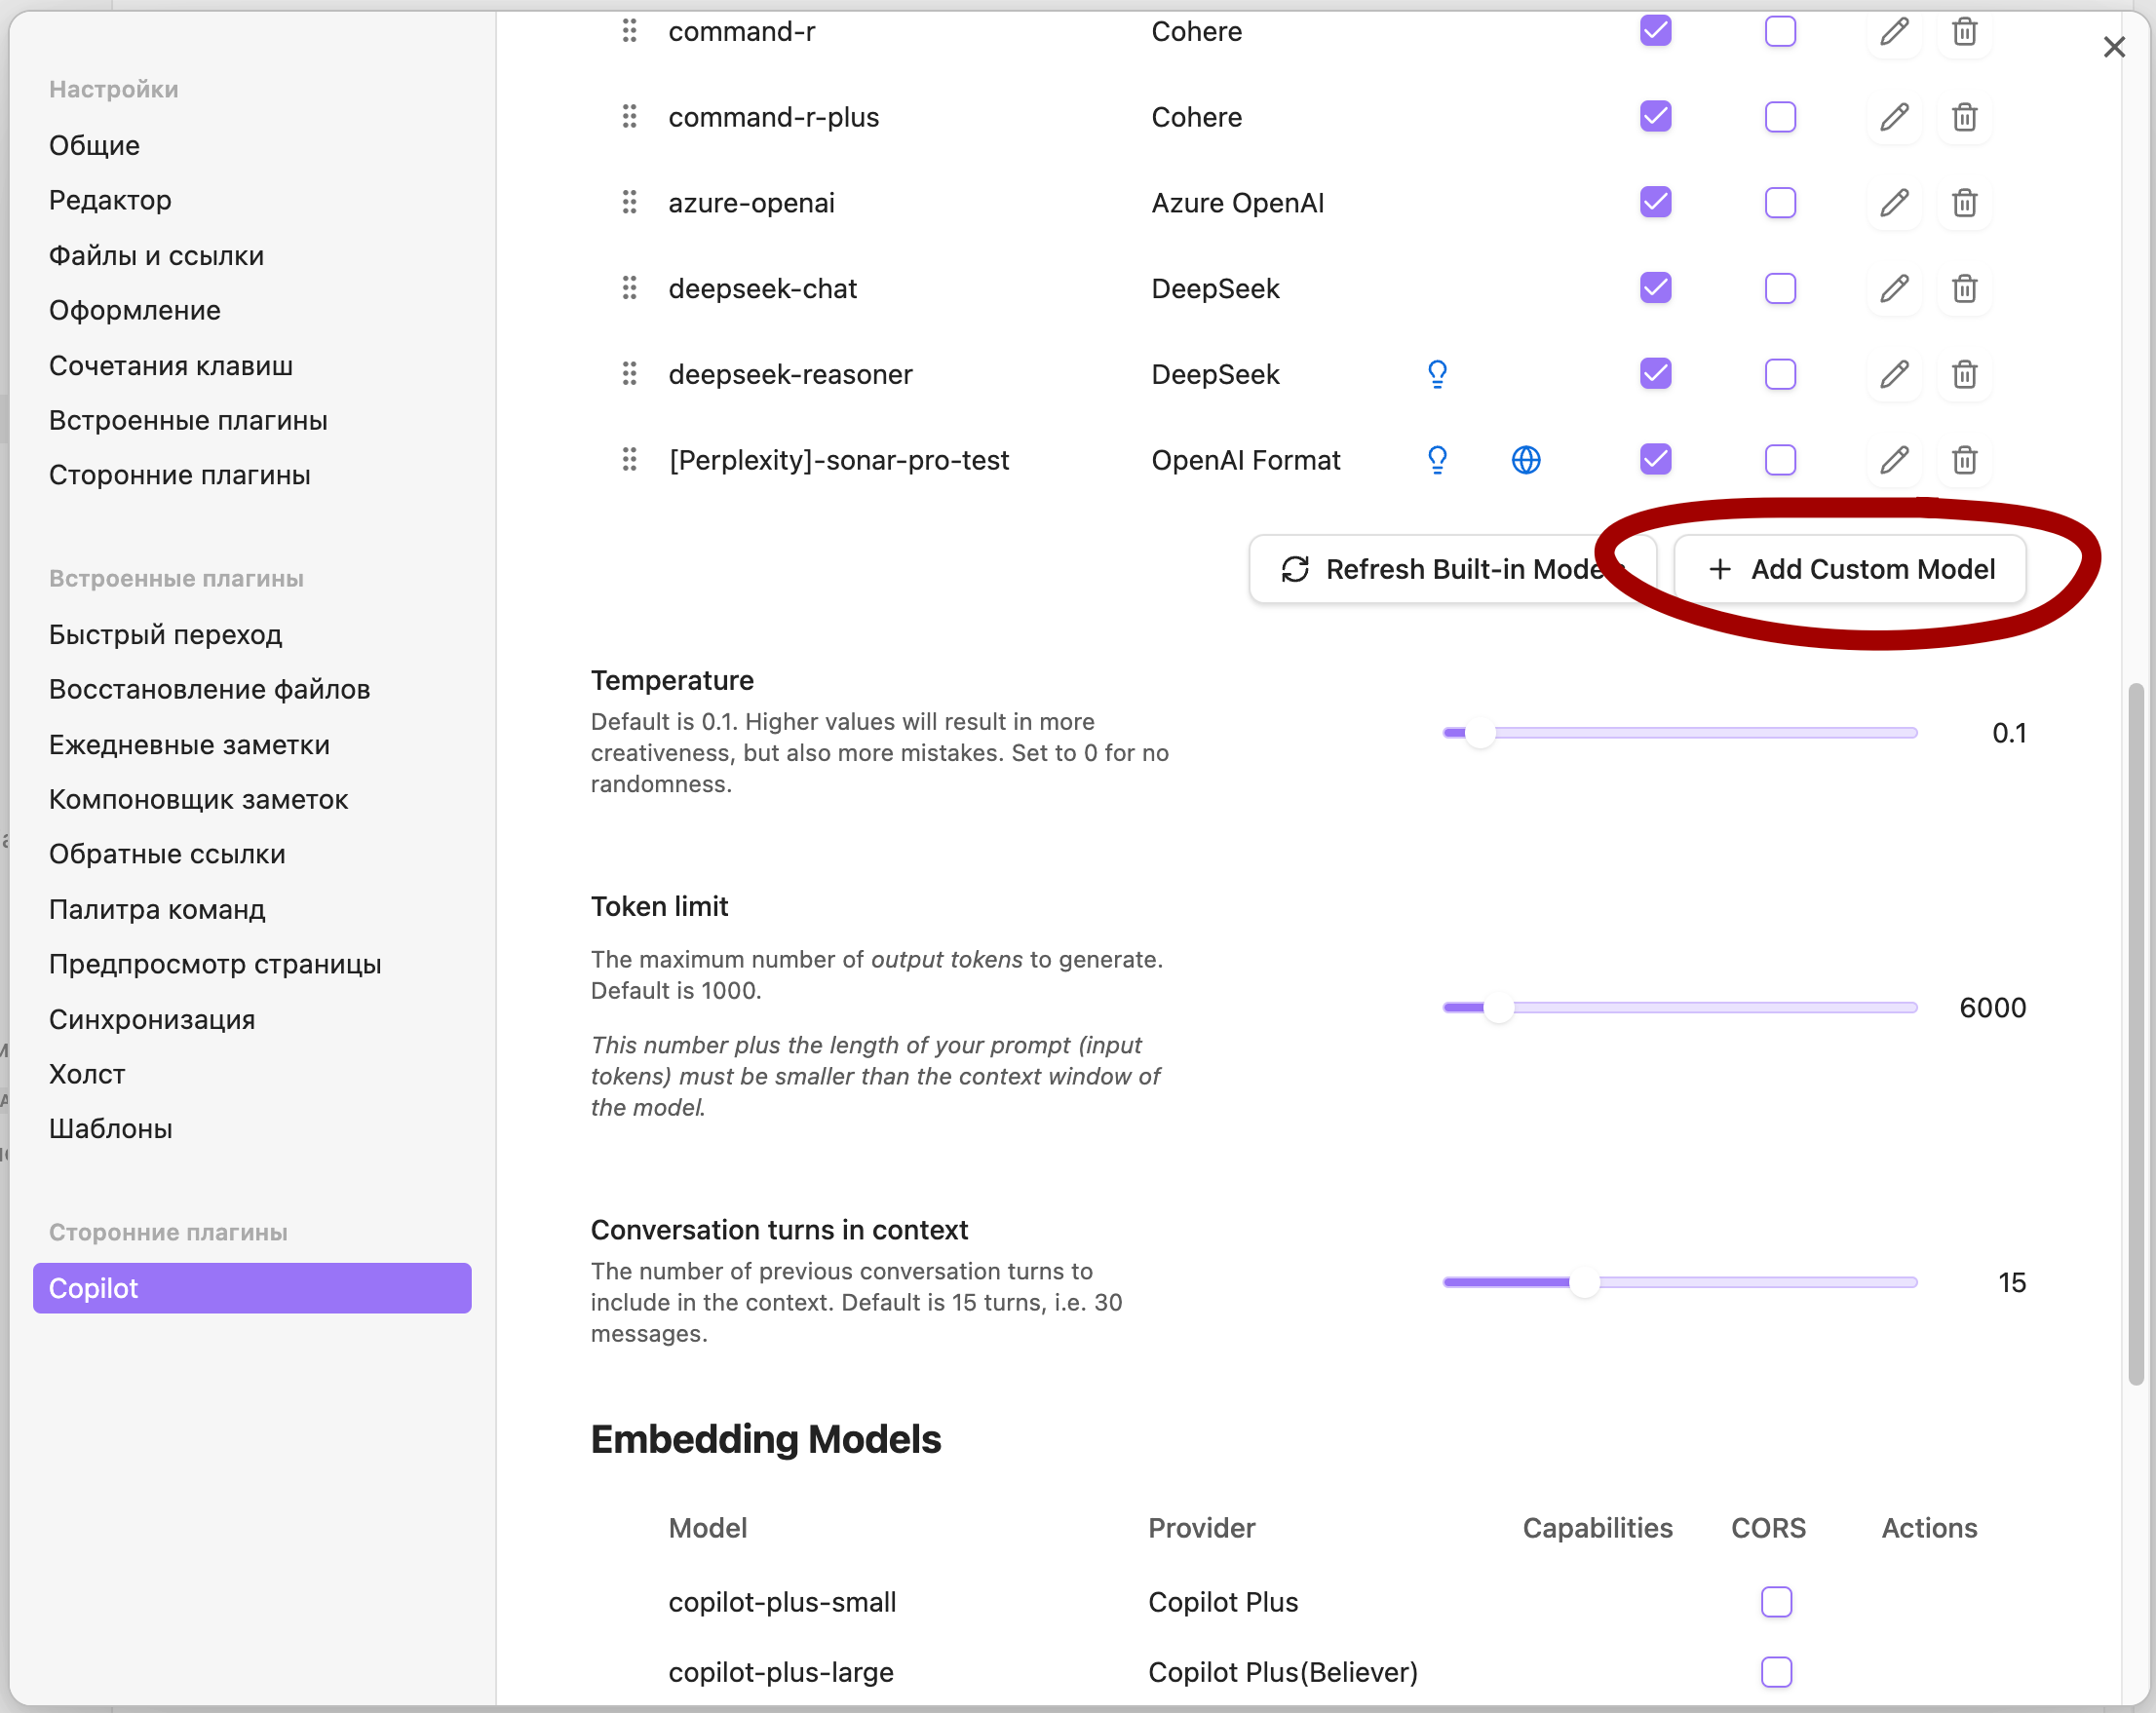 Настройки
Общие
Редактор
Файлы и ссылки
Оформление
Сочетания клавиш
Встроенные плагины
Сторонние плагины
Встроенные плагины
Быстрый переход
Восстановление файлов
Ежедневные заметки
Компоновщик заметок
Обратные ссылки
Палитра команд
Предпросмотр страницы
Синхронизация
Холст
Шаблоны
Сторонние плагины
Copilot
command-r Cohere
command-r-plus Cohere
azure-openai Azure OpenAI
deepseek-chat DeepSeek
deepseek-reasoner DeepSeek
[Perplexity]-sonar-pro-test OpenAI Format
Refresh Built-in
Add Custom Model
Temperature
Default is 0.1. Higher values will result in more
creativeness, but also more mistakes. Set to 0 for no
randomness.
0.1
Token limit
The maximum number of output tokens to generate.
Default is 1000.
This number plus the length of your prompt (input
tokens) must be smaller than the context window of
the model.
6000
Conversation turns in context
The number of previous conversation turns to
include in the context. Default is 15 turns, i.e. 30
messages.
15
Embedding Models
Model Provider Capabilities CORS Actions
copilot-plus-small Copilot Plus
copilot-plus-large Copilot Plus(Believer)